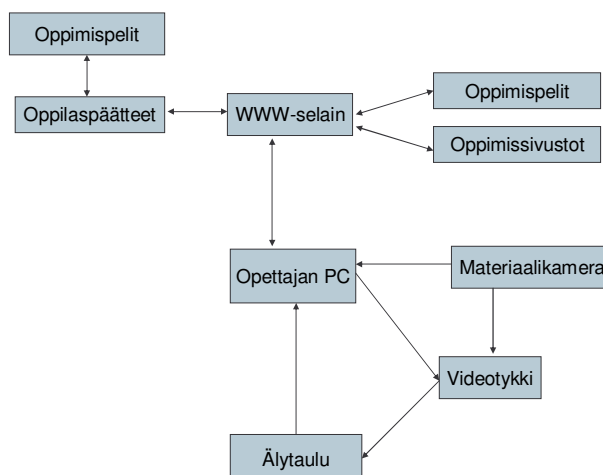 Oppimispelit
Oppilaspäätteet
WWW-selain
Oppimispelit
Oppimissivustot
Opettajan PC
Materiaalikamera
Videotykki
Älytaulu